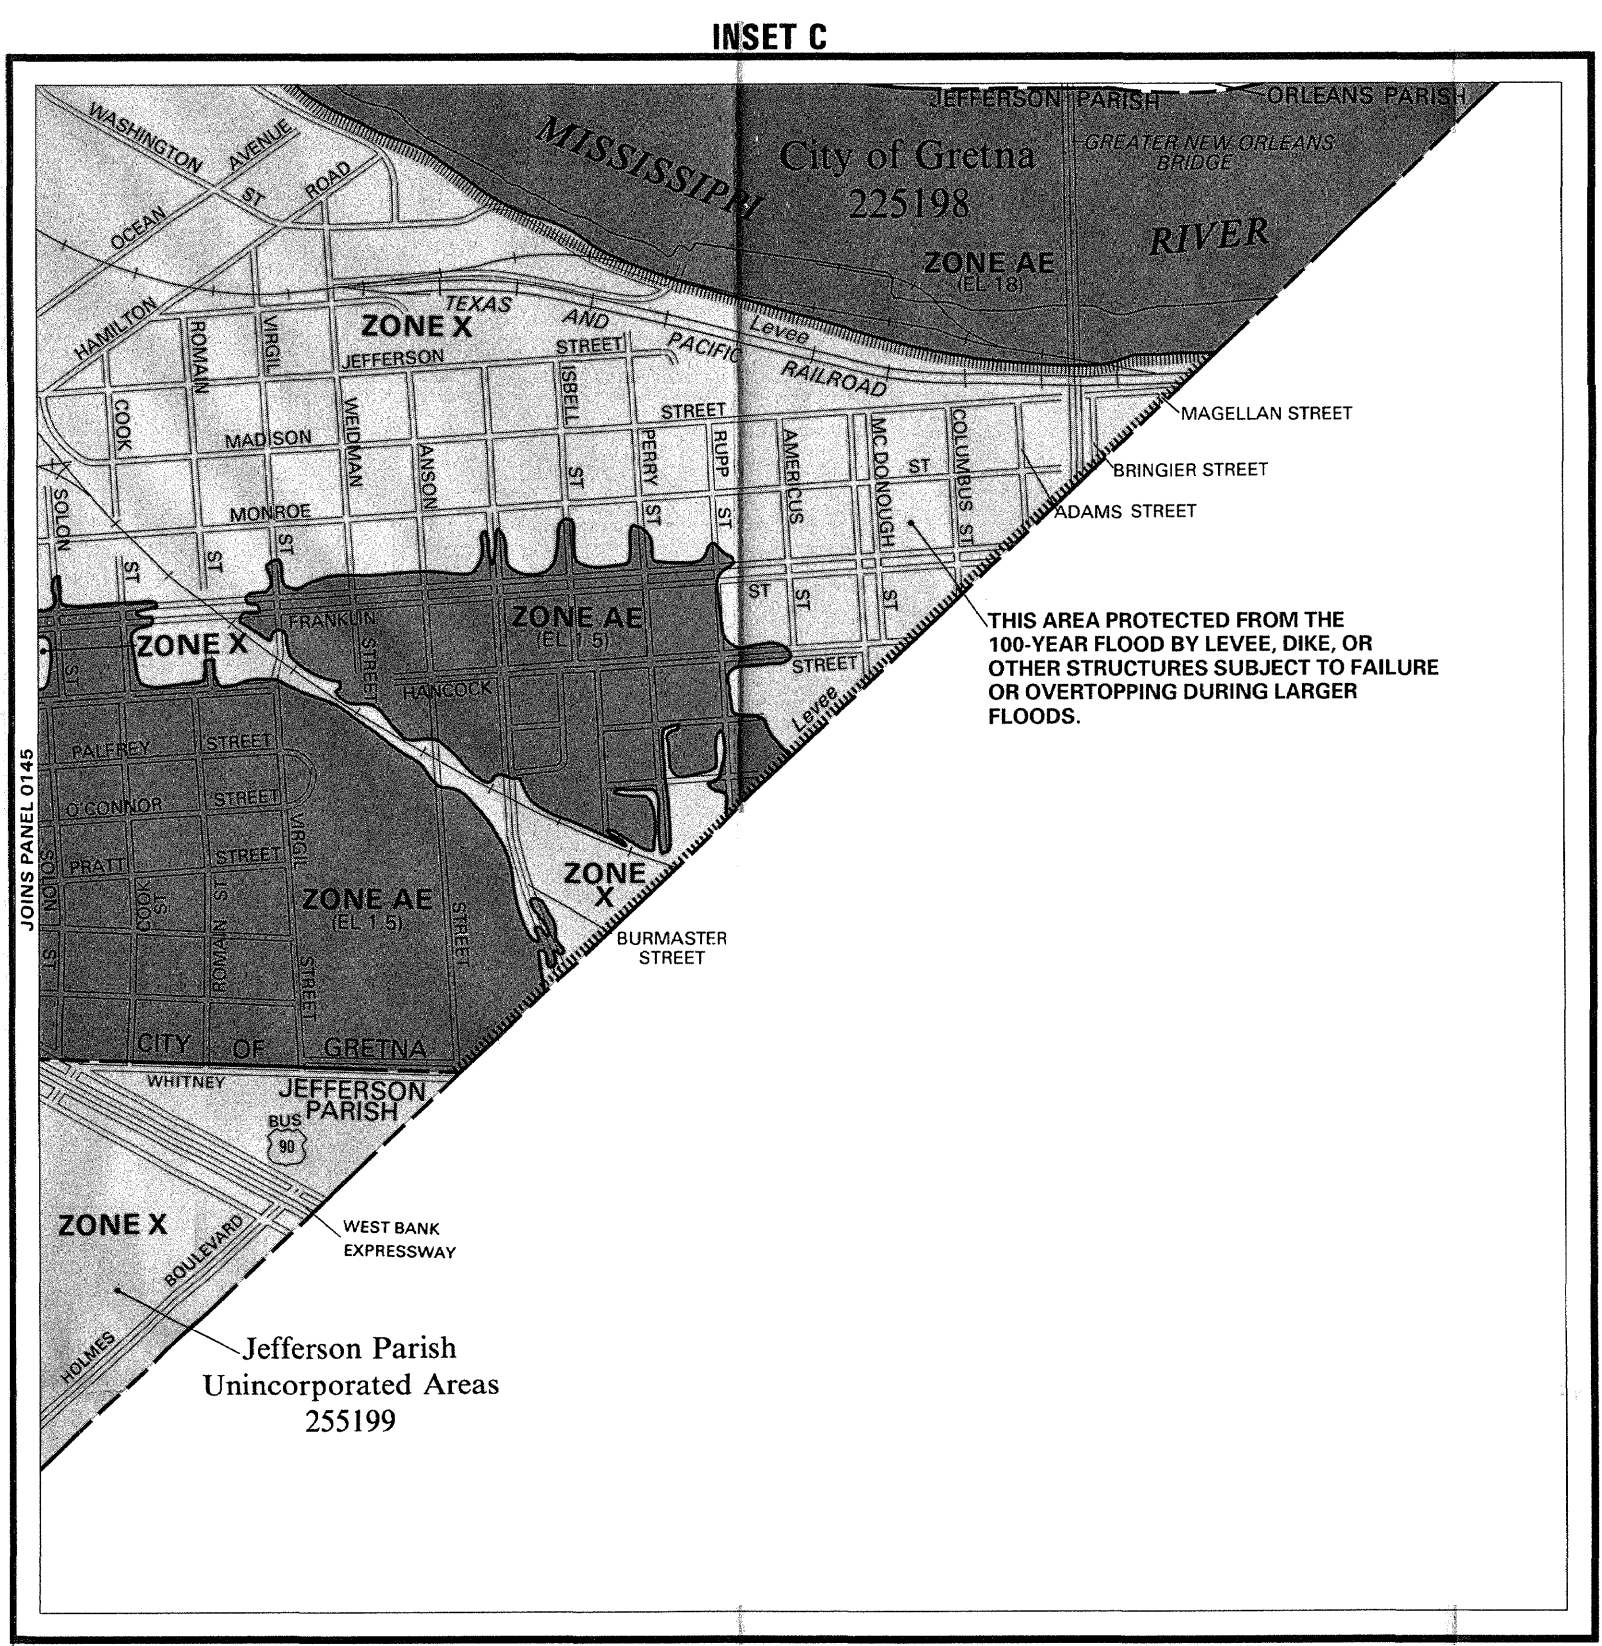 INSET C
JEFFERSON PARISH
ORLEANS PARISH
WASHINGTON
ST
AVENUE
OCEAN
ROAD
HAMILTON
MISSISSIPPI
RIVER
City of Gretna
225198
GREATER NEW ORLEANS
BRIDGE
ZONE AE
(EL 18)
TEXAS
AND
PACIFIC
RAILROAD
Levee
ZONE X
ROMAIN
VIRGIL
JEFFERSON
STREET
ISBELL
COOK
MADISON
STREET
WEIDMAN
ANSON
ST
PERRY
RUPP
AMERICUS
MC DONOUGH
ST
COLUMBUS
ST
MAGELLAN STREET
BRINGIER STREET
ADAMS STREET
SOLON
MONROE
ST
ST
ST
ST
ST
ST
ST
ST
FRANKLIN
ZONE AE
(EL 1.5)
ZONE X
ST
STREET
HANCOCK
STREET
Levee
THIS AREA PROTECTED FROM THE
100-YEAR FLOOD BY LEVEE, DIKE, OR
OTHER STRUCTURES SUBJECT TO FAILURE
OR OVERTOPPING DURING LARGER
FLOODS.
JOINS PANEL 0145
PALFREY STREET
O'CONNOR STREET
PRATT STREET
VIRGIL
STREET
SOLON
ST
COOK
ST
ROMAIN ST
ZONE AE
(EL 1.5)
STREET
ZONE
X
BURMASTER
STREET
CITY OF GRETNA
WHITNEY
JEFFERSON
PARISH
BUS
90
ZONE X
BOULEVARD
HOLMES
WEST BANK
EXPRESSWAY
Jefferson Parish
Unincorporated Areas
255199